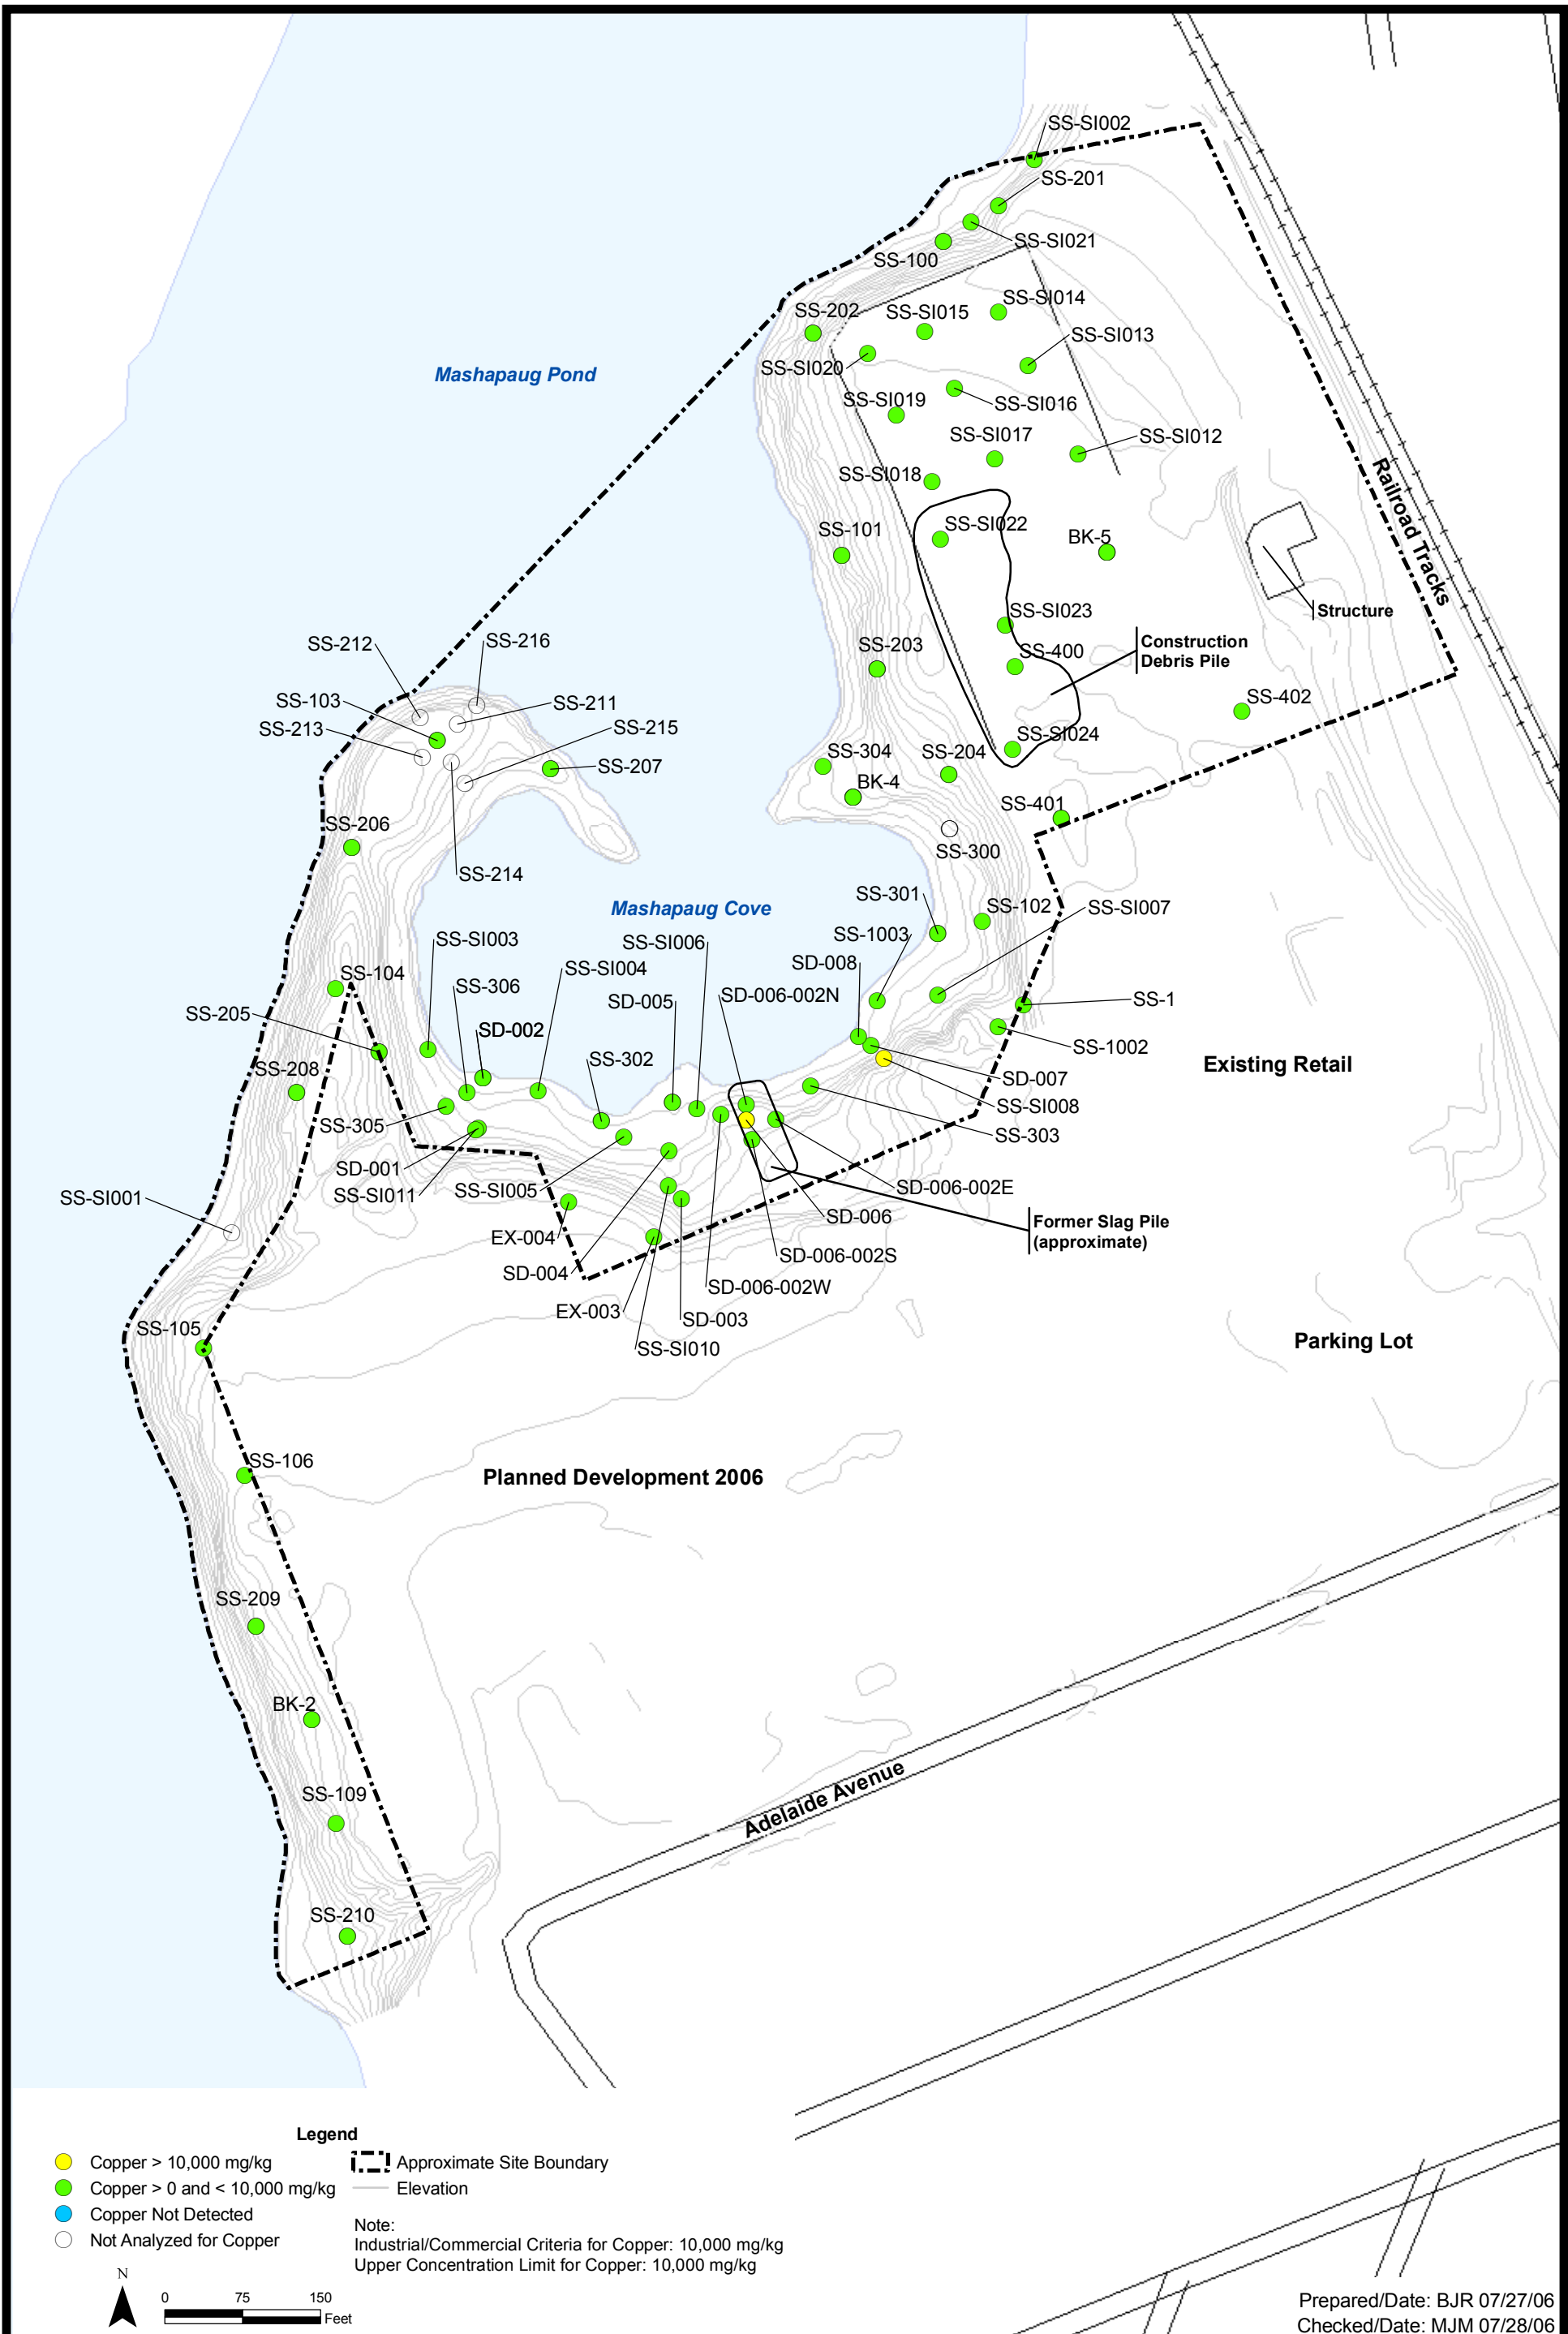 SS-SI002
SS-201
SS-SI021
SS-100
SS-SI014
SS-202
SS-SI015
SS-SI013
SS-SI020
Mashapaug Pond
SS-SI019
SS-SI016
SS-SI012
SS-SI017
SS-SI018
Railroad Tracks
SS-SI022
SS-101
BK-5
Structure
SS-SI023
Construction
Debris Pile
SS-400
SS-203
SS-212
SS-216
SS-103
SS-211
SS-402
SS-213
SS-215
SS-SI024
SS-304
SS-204
SS-207
BK-4
SS-401
SS-206
SS-300
SS-214
SS-301
Mashapaug Cove
SS-102
SS-SI007
SS-SI003
SS-SI006
SS-1003
SD-008
SS-104
SS-SI004
SS-306
SD-005
SD-006-002N
SS-1
SS-205
SD-002
SS-1002
SS-302
SS-208
Existing Retail
SD-007
SS-SI008
SS-305
SS-303
SD-001
SS-SI011
SS-SI005
SD-006-002E
SS-SI001
SD-006
Former Slag Pile
(approximate)
EX-004
SD-006-002S
SD-004
SD-006-002W
EX-003
SD-003
SS-105
SS-SI010
Parking Lot
SS-106
Planned Development 2006
SS-209
BK-2
Adelaide Avenue
SS-109
SS-210
Legend
Copper > 10,000 mg/kg
Approximate Site Boundary
Copper > 0 and < 10,000 mg/kg
Elevation
Copper Not Detected
Not Analyzed for Copper
Note:
Industrial/Commercial Criteria for Copper: 10,000 mg/kg
Upper Concentration Limit for Copper: 10,000 mg/kg
N
0 75 150
Feet
Prepared/Date: BJR 07/27/06
Checked/Date: MJM 07/28/06